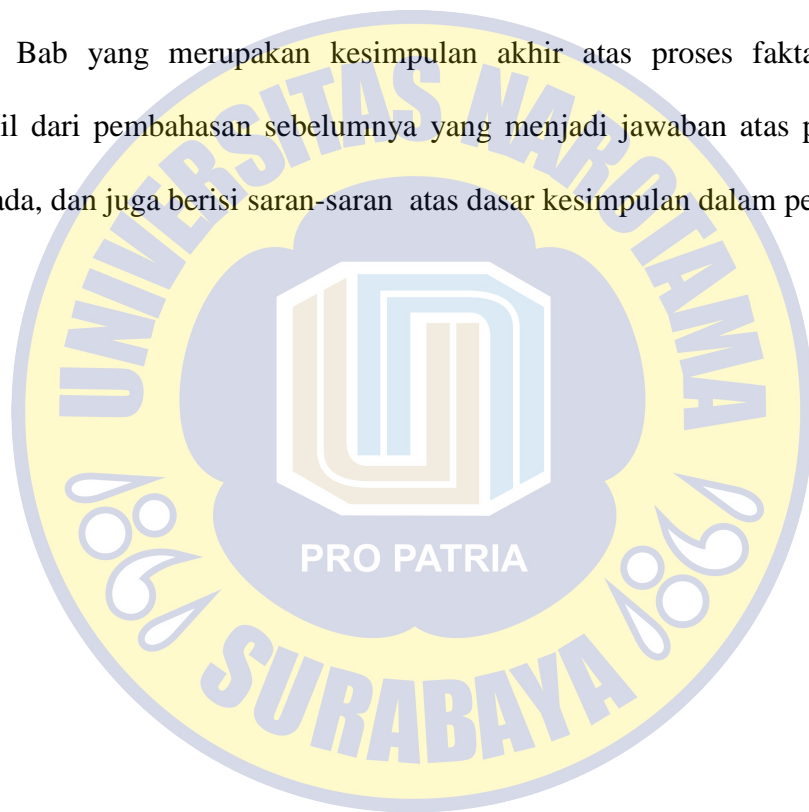 Bab yang merupakan kesimpulan akhir atas proses fakta
il dari pembahasan sebelumnya yang menjadi jawaban atas p
ada, dan juga berisi saran-saran atas dasar kesimpulan dalam pe
UNIVERSITAS NAROTAMA
PRO PATRIA
SURABAYA